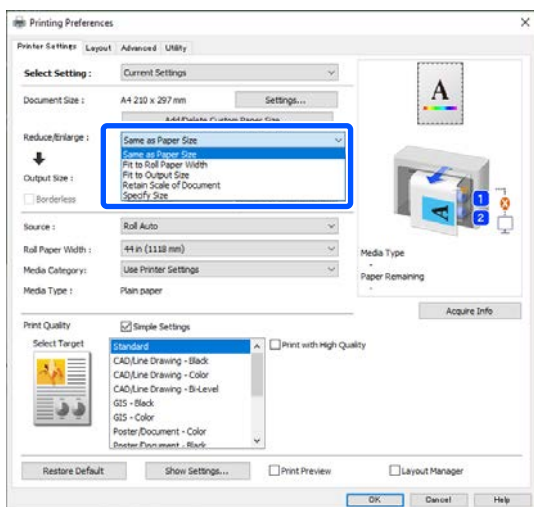 Printing Preferences
Printer Settings Layout Advanced Utility
Select Setting : Current Settings
Document Size : A4 210 x 297 mm Settings...
Add/Delete Custom Paper Size...
Reduce/Enlarge : Same as Paper Size
Same as Paper Size
Fit to Roll Paper Width
Fit to Output Size
Retain Scale of Document
Specify Size
Output Size :
Borderless
Source : Roll Auto
Roll Paper Width : 44 in (1118 mm)
Media Category: Use Printer Settings
Media Type : Plain paper
A
A
1
2
Media Type
-
Paper Remaining
-
Acquire Info
Print Quality Simple Settings
Select Target
Standard
CAD/Line Drawing - Black
CAD/Line Drawing - Color
CAD/Line Drawing - Bi-Level
GIS - Black
GIS - Color
Poster/Document - Color
Poster/Document - Black
Print with High Quality
Restore Default Show Settings... Print Preview Layout Manager
OK Cancel Help